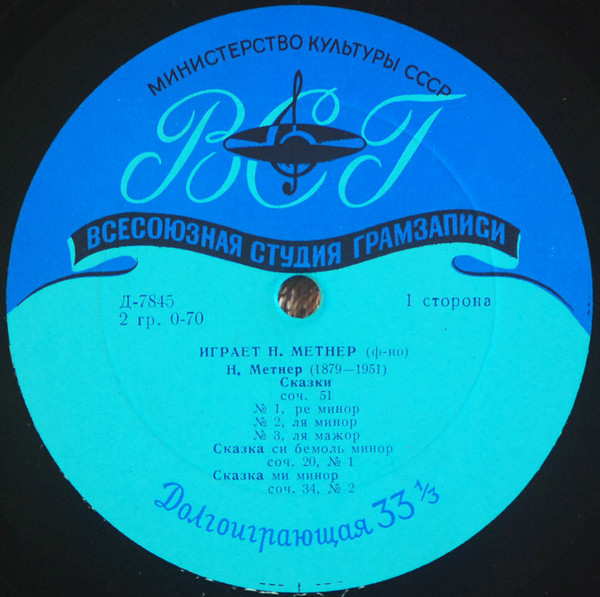 МИНИСТЕРСТВО КУЛЬТУРЫ СССР
ВСГ
ВСЕСОЮЗНАЯ СТУДИЯ ГРАМЗАПИСИ
Д-7845
2 гр. 0-70
1 сторона
ИГРАЕТ Н. МЕТНЕР (ф-но)
Н. Метнер (1879—1951)
Сказки
соч. 51
№ 1, ре минор
№ 2, ля минор
№ 3, ля мажор
Сказка си бемоль минор
соч. 20, № 1
Сказка ми минор
соч. 34, № 2
Долгоиграющая 33 1/3